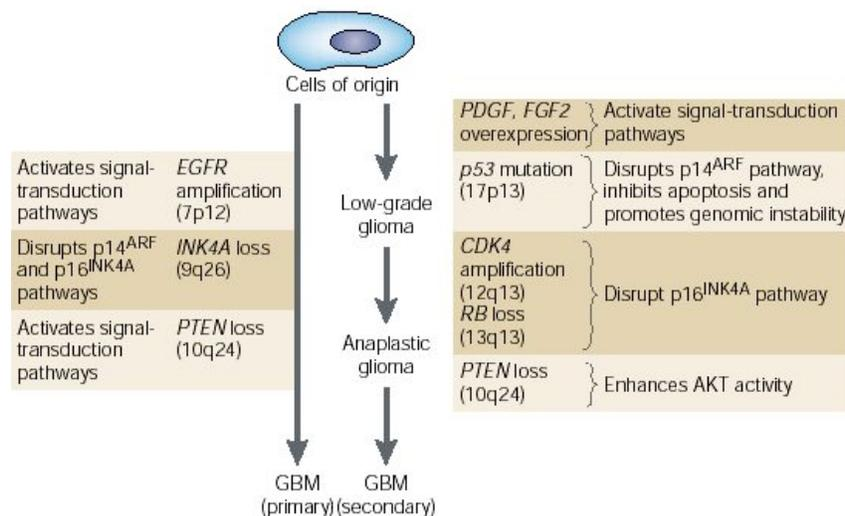 Cells of origin
Activates signal-
transduction
pathways
EGFR
amplification
(7p12)
Disrupts p14ARF
and p16INK4A
pathways
INK4A loss
(9q26)
Activates signal-
transduction
pathways
PTEN loss
(10q24)
Low-grade
glioma
Anaplastic
glioma
GBM
(primary)
GBM
(secondary)
PDGF, FGF2
overexpression
Activate signal-transduction
pathways
p53 mutation
(17p13)
Disrupts p14ARF pathway,
inhibits apoptosis and
promotes genomic instability
CDK4
amplification
(12q13)
RB loss
(13q13)
Disrupt p16INK4A pathway
PTEN loss
(10q24)
Enhances AKT activity